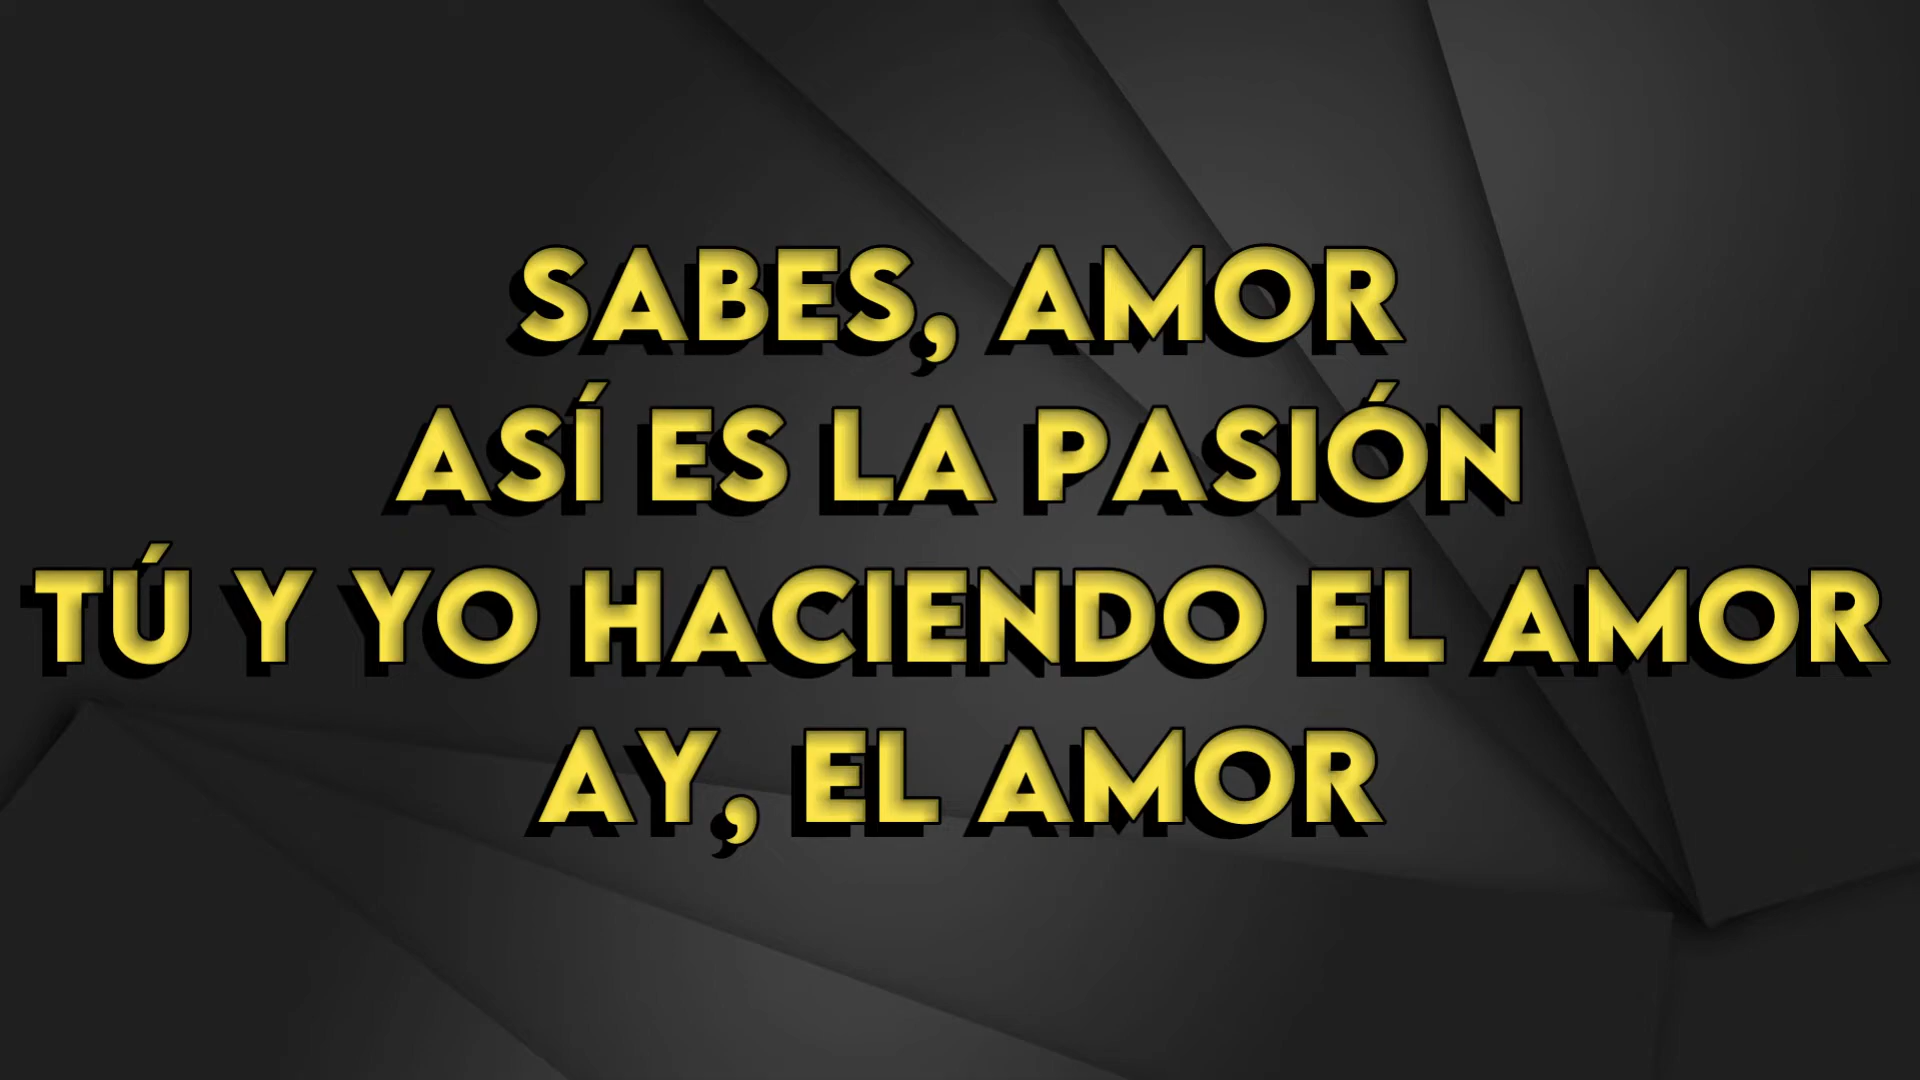 SABES, AMOR
ASÍ ES LA PASIÓN
TÚ Y YO HACIENDO EL AMOR
AY, EL AMOR